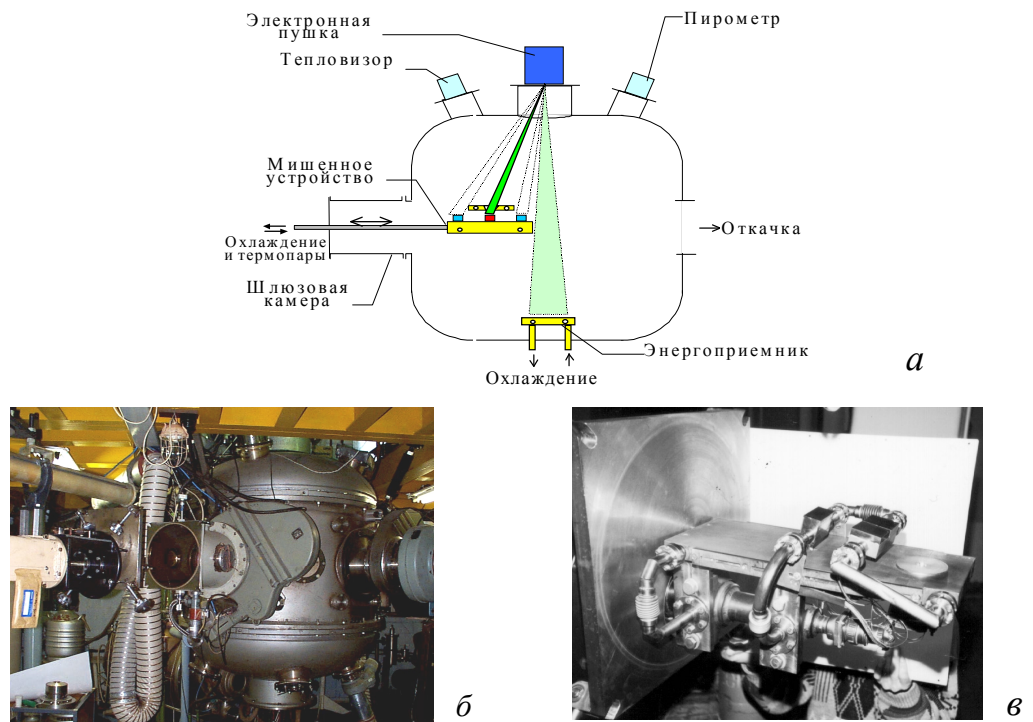 Электронная
пушка
Пирометр
Тепловизор
Мишенное
устройство
Откачка
Охлаждение
и термопары
Шлюзовая
камера
Энергоприемник
Охлаждение
а
б
в